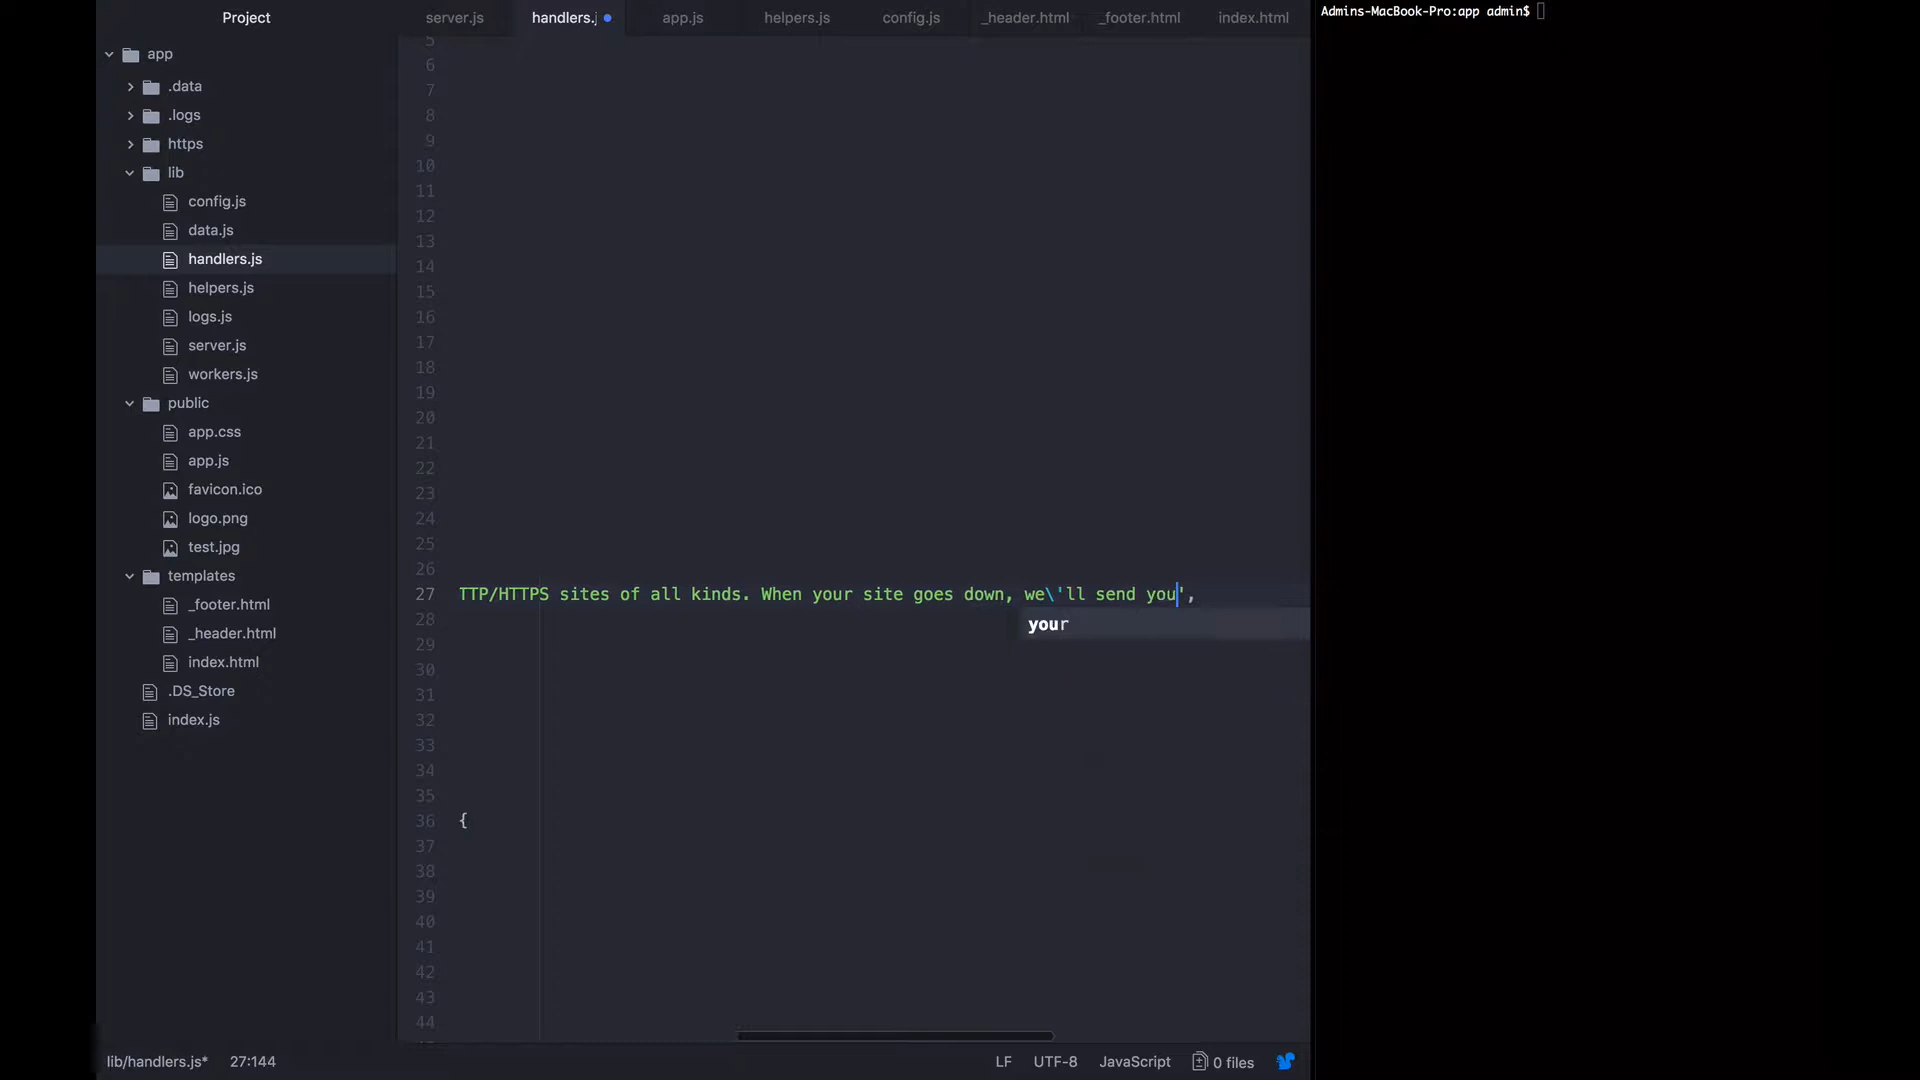 Project
server.js
handlers.j
app.js
helpers.js
config.js
_header.html
_footer.html
index.html
Admins-MacBook-Pro:app admin$
app
.data
.logs
https
lib
config.js
data.js
handlers.js
helpers.js
logs.js
server.js
workers.js
public
app.css
app.js
favicon.ico
logo.png
test.jpg
templates
_footer.html
_header.html
index.html
.DS_Store
index.js
5
6
7
8
9
10
11
12
13
14
15
16
17
18
19
20
21
22
23
24
25
26
27 TTP/HTTPS sites of all kinds. When your site goes down, we\'ll send you',
your
28
29
30
31
32
33
34
35
36 {
37
38
39
40
41
42
43
44
lib/handlers.js* 27:144
LF UTF-8 JavaScript 0 files